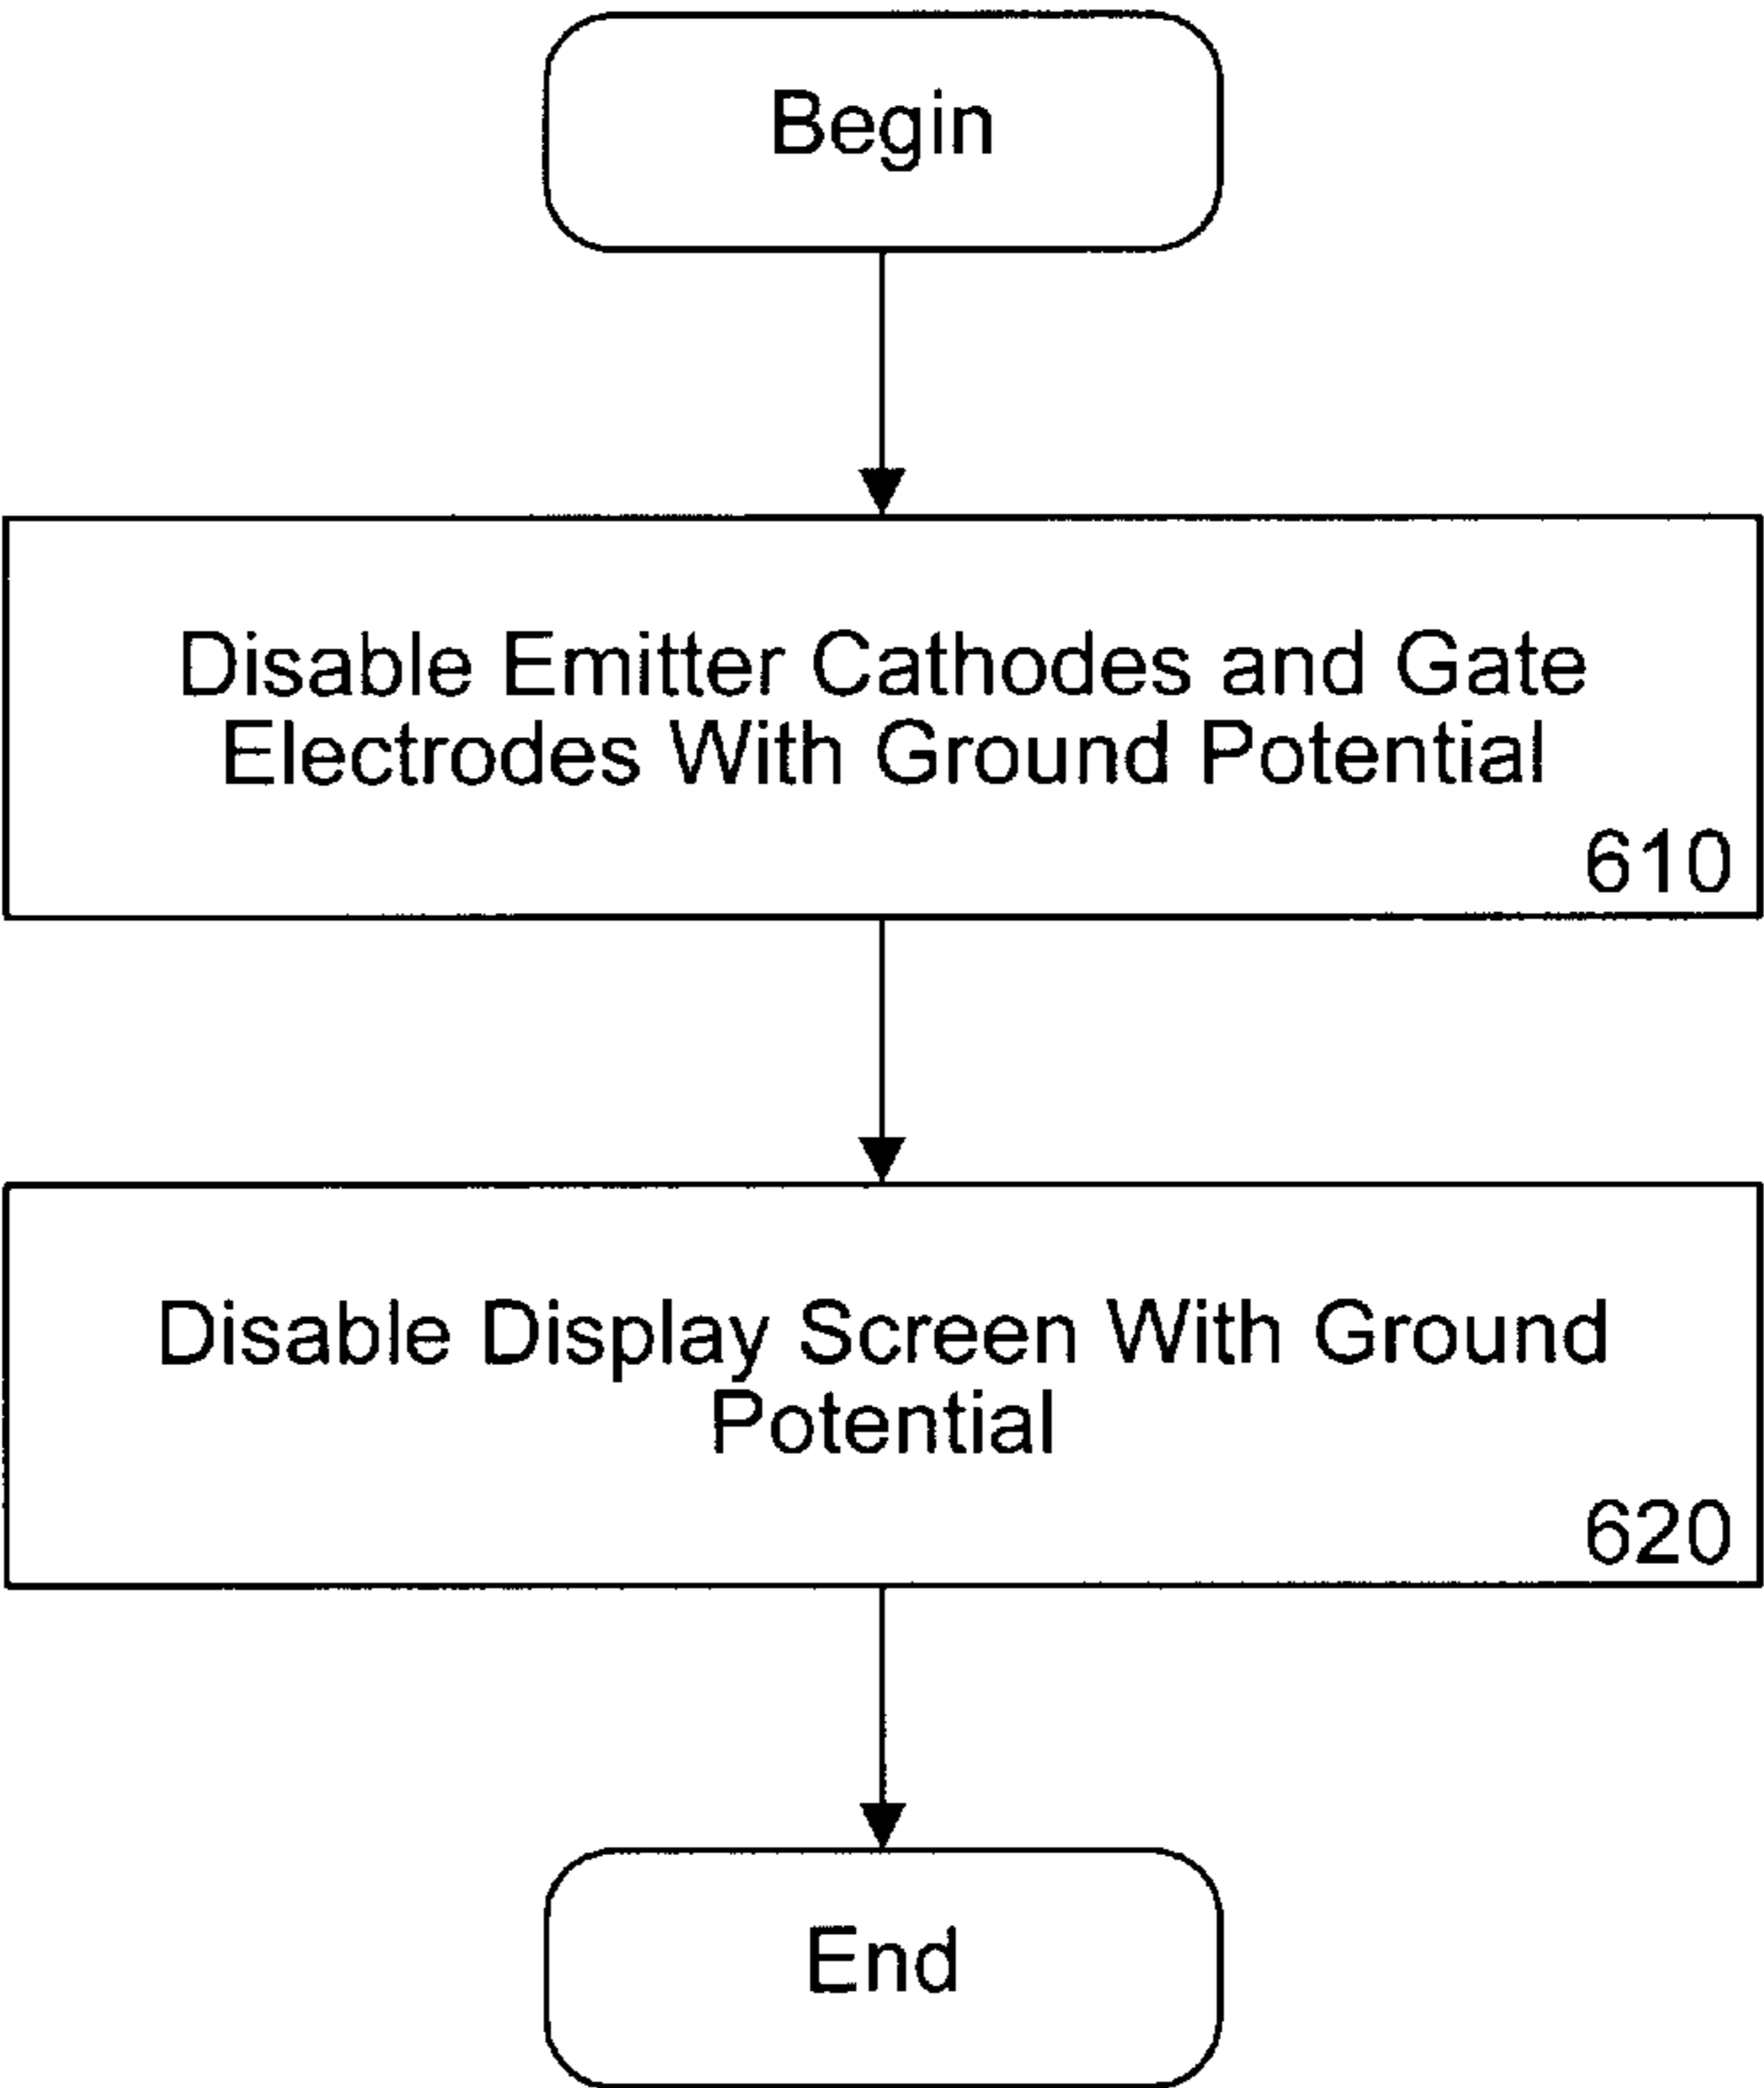 Begin
Disable Emitter Cathodes and Gate
Electrodes With Ground Potential
610
Disable Display Screen With Ground
Potential
620
End